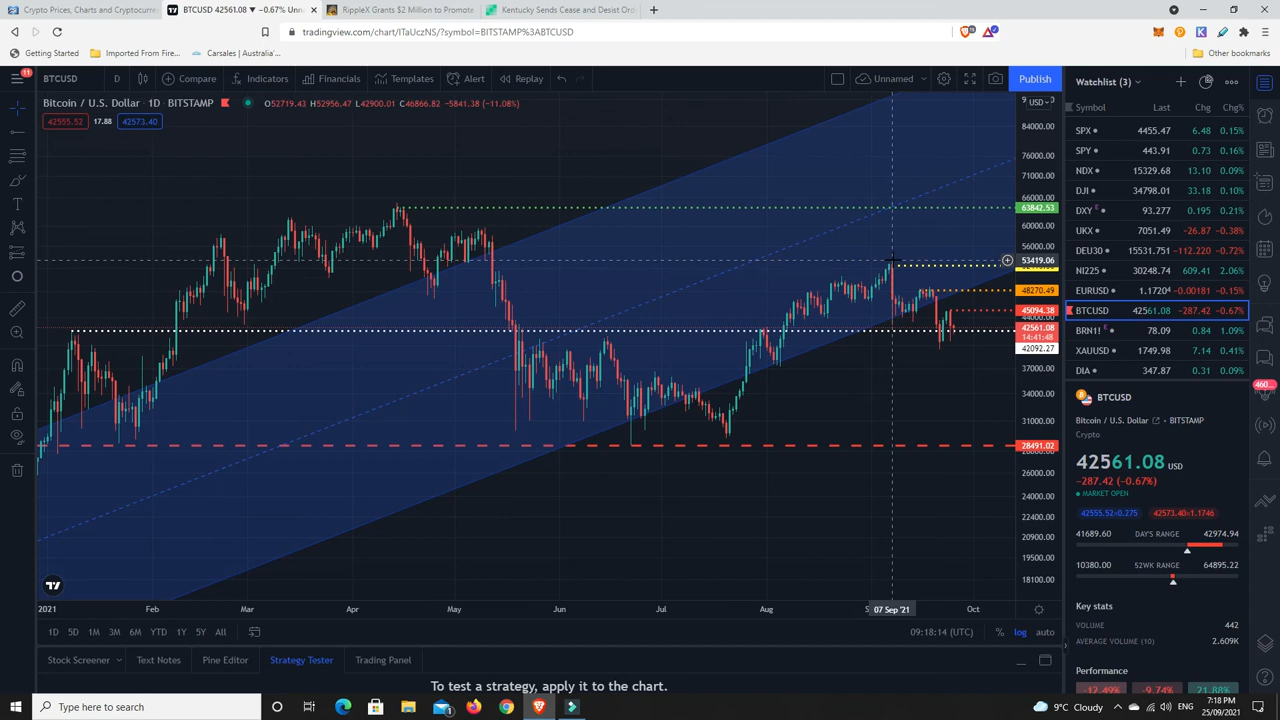 Crypto Prices, Charts and Cryptocurr
BTCUSD 42561.08 ▼ −0.67% Unna
RippleX Grants $2 Million to Promote
Kentucky Sends Cease and Desist Ord
tradingview.com/chart/ITaUczNS/?symbol=BITSTAMP%3ABTCUSD
Getting Started
Imported From Fire...
Carsales | Australia'...
Other bookmarks
11
BTCUSD
D
Compare
Indicators
Financials
Templates
Alert
Replay
Unnamed
Publish
Bitcoin / U.S. Dollar · 1D · BITSTAMP
O52719.43 H52956.47 L42900.01 C46866.82 −5841.38 (−11.08%)
42555.52
17.88
42573.40
USD
84000.00
76000.00
71000.00
66000.00
63842.53
60000.00
56000.00
53419.06
48270.49
45094.38
44000.00
42561.08
14:41:48
42092.27
37000.00
34000.00
31000.00
28491.02
26000.00
24000.00
22400.00
20900.00
19500.00
18100.00
2021
Feb
Mar
Apr
May
Jun
Jul
Aug
07 Sep '21
Oct
1D
5D
1M
3M
6M
YTD
1Y
5Y
All
09:18:14 (UTC)
%
log
auto
Stock Screener
Text Notes
Pine Editor
Strategy Tester
Trading Panel
To test a strategy, apply it to the chart.
Watchlist (3)
Symbol Last Chg Chg%
SPX 4455.47 6.48 0.15%
SPY 443.91 0.73 0.16%
NDX 15329.68 13.10 0.09%
DJI 34798.01 33.18 0.10%
DXY E 93.277 0.195 0.21%
UKX 7051.49 −26.87 −0.38%
DEU30 15531.751 −112.220 −0.72%
NI225 30248.74 609.41 2.06%
EURUSD 1.17204 −0.00181 −0.15%
BTCUSD 42561.08 −287.42 −0.67%
BRN1! E 78.09 0.84 1.09%
XAUUSD 1749.98 7.14 0.41%
DIA 347.87 0.31 0.09%
460...
BTCUSD
Bitcoin / U.S. Dollar
BITSTAMP
Crypto
42561.08 USD
−287.42 (−0.67%)
MARKET OPEN
42555.52×0.275
42573.40×1.1746
41689.60 DAY'S RANGE 42974.94
10380.00 52WK RANGE 64895.22
Key stats
VOLUME 442
AVERAGE VOLUME (10) 2.609K
Performance
−12.49%
−9.74%
21.88%
Type here to search
9°C Cloudy
ENG
7:18 PM
25/09/2021